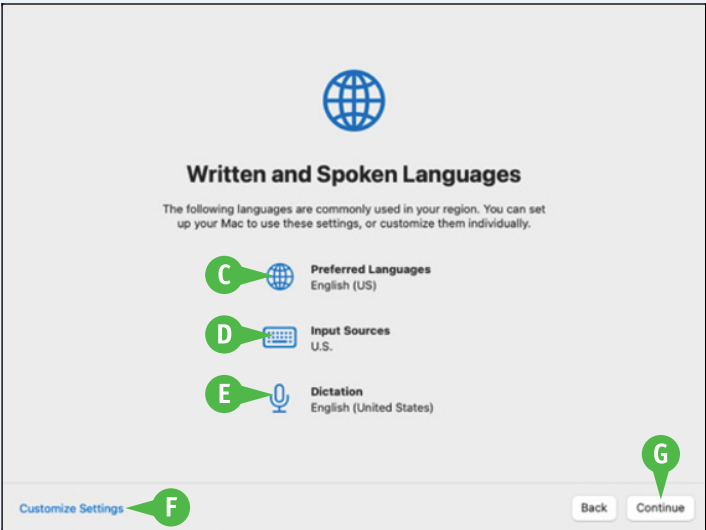 Written and Spoken Languages
The following languages are commonly used in your region. You can set
up your Mac to use these settings, or customize them individually.
C
Preferred Languages
English (US)
D
Input Sources
U.S.
E
Dictation
English (United States)
G
Customize Settings
F
Back
Continue